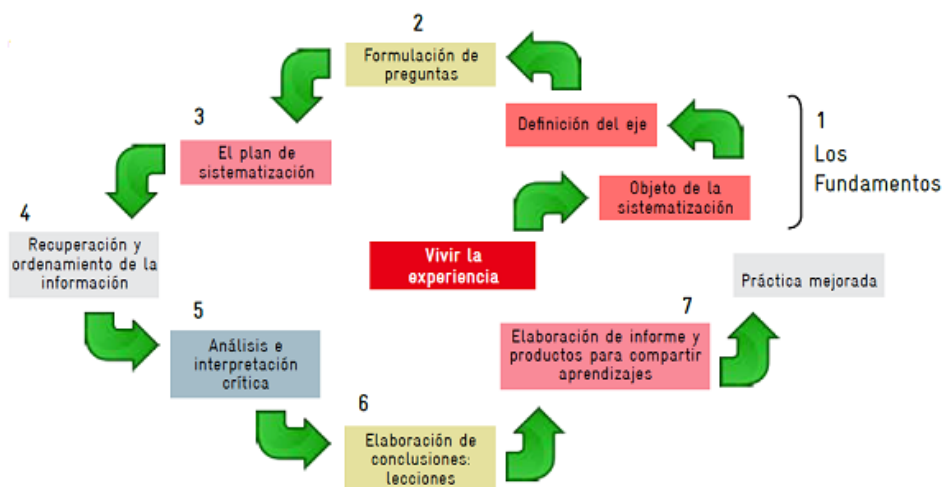 2
Formulación de
preguntas
3
El plan de
sistematización
4
Recuperación y
ordenamiento de la
información
5
Análisis e
interpretación
crítica
6
Elaboración de
conclusiones:
lecciones
7
Elaboración de informe y
productos para compartir
aprendizajes
Práctica mejorada
Vivir la
experiencia
Objeto de la
sistematización
Definición del eje
1
Los
Fundamentos